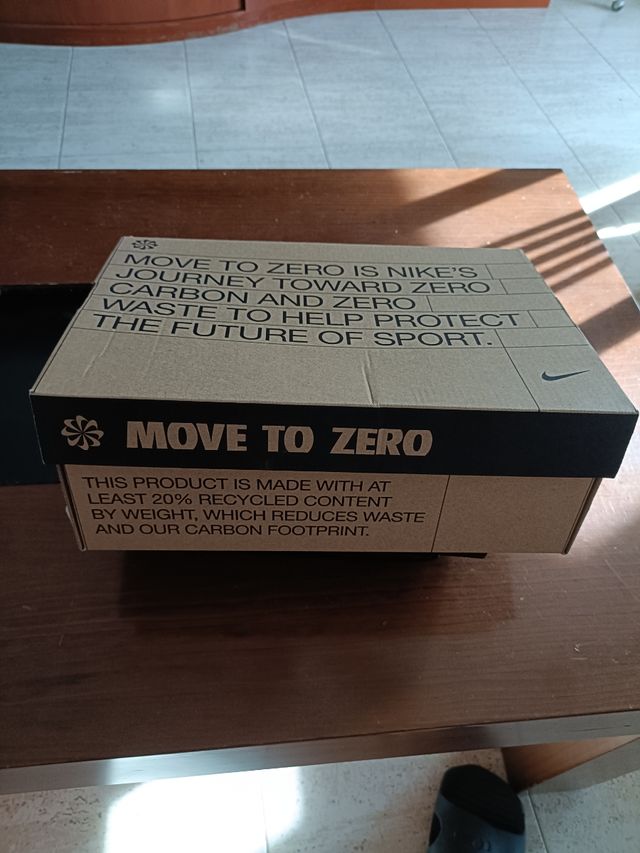 MOVE TO ZERO IS NIKE'S
JOURNEY TOWARD ZERO
CARBON AND ZERO
WASTE TO HELP PROTECT
THE FUTURE OF SPORT.
MOVE TO ZERO
THIS PRODUCT IS MADE WITH AT
LEAST 20% RECYCLED CONTENT
BY WEIGHT, WHICH REDUCES WASTE
AND OUR CARBON FOOTPRINT.